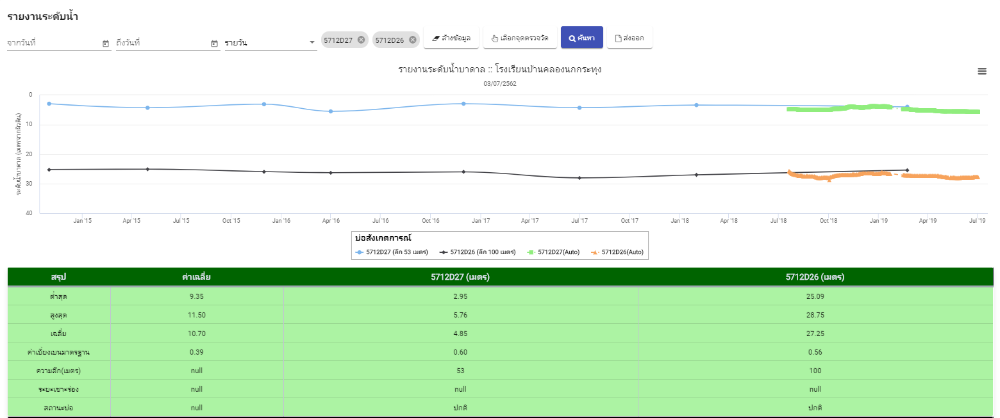 รายงานระดับน้ำ
จากวันที่ ถึงวันที่ รายวัน 5712D27 5712D26 ล้างข้อมูล เลือกจุดตรวจวัด ค้นหา ส่งออก
รายงานระดับน้ำบาดาล :: โรงเรียนบ้านคลองนกกระทุง
03/07/2562
ระดับน้ำบาดาล (เมตรจากผิวดิน)
0
10
20
30
40
Jan '15 Apr '15 Jul '15 Oct '15 Jan '16 Apr '16 Jul '16 Oct '16 Jan '17 Apr '17 Jul '17 Oct '17 Jan '18 Apr '18 Jul '18 Oct '18 Jan '19 Apr '19 Jul '19
บ่อสังเกตการณ์
5712D27 (ลึก 53 เมตร) 5712D26 (ลึก 100 เมตร) 5712D27(Auto) 5712D26(Auto)
สรุป ค่าเฉลี่ย 5712D27 (เมตร) 5712D26 (เมตร)
ต่ำสุด 9.35 2.95 25.09
สูงสุด 11.50 5.76 28.75
เฉลี่ย 10.70 4.85 27.25
ค่าเบี่ยงเบนมาตรฐาน 0.39 0.60 0.56
ความลึก(เมตร) null 53 100
ระยะเซาะร่อง null null null
สถานะบ่อ null ปกติ ปกติ